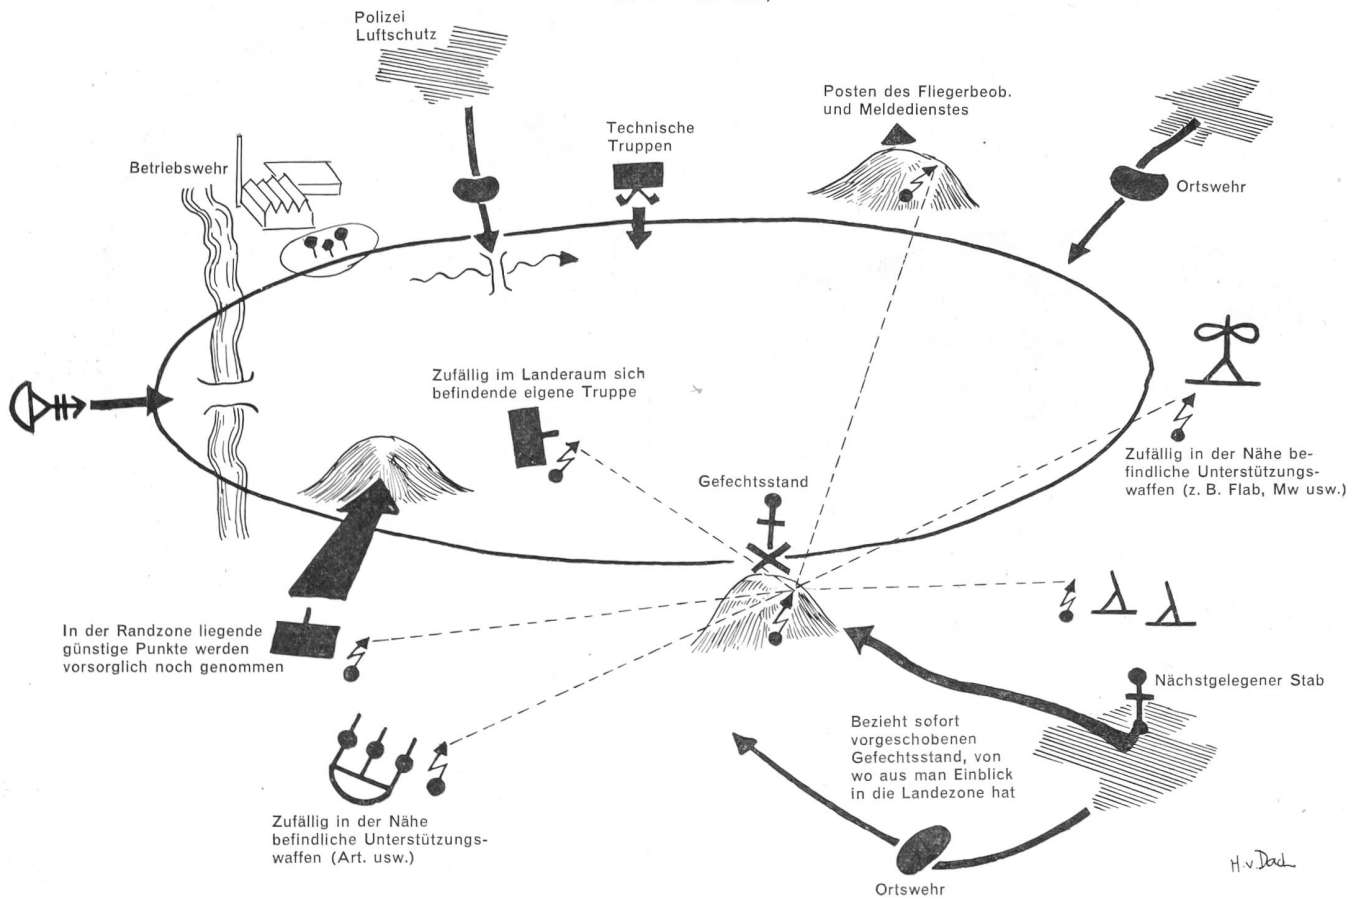 Polizei
Luftschutz
Posten des Fliegerbeob.
und Meldedienstes
Technische
Truppen
Betriebswehr
Ortswehr
Zufällig im Landeraum sich
befindende eigene Truppe
Gefechtsstand
Zufällig in der Nähe be-
findliche Unterstützungs-
waffen (z. B. Flab, Mw usw.)
In der Randzone liegende
günstige Punkte werden
vorsorglich noch genommen
Nächstgelegener Stab
Bezieht sofort
vorgeschobenen
Gefechtsstand, von
wo aus man Einblick
in die Landezone hat
Zufällig in der Nähe
befindliche Unterstützungs-
waffen (Art. usw.)
Ortswehr
H.v.Dach